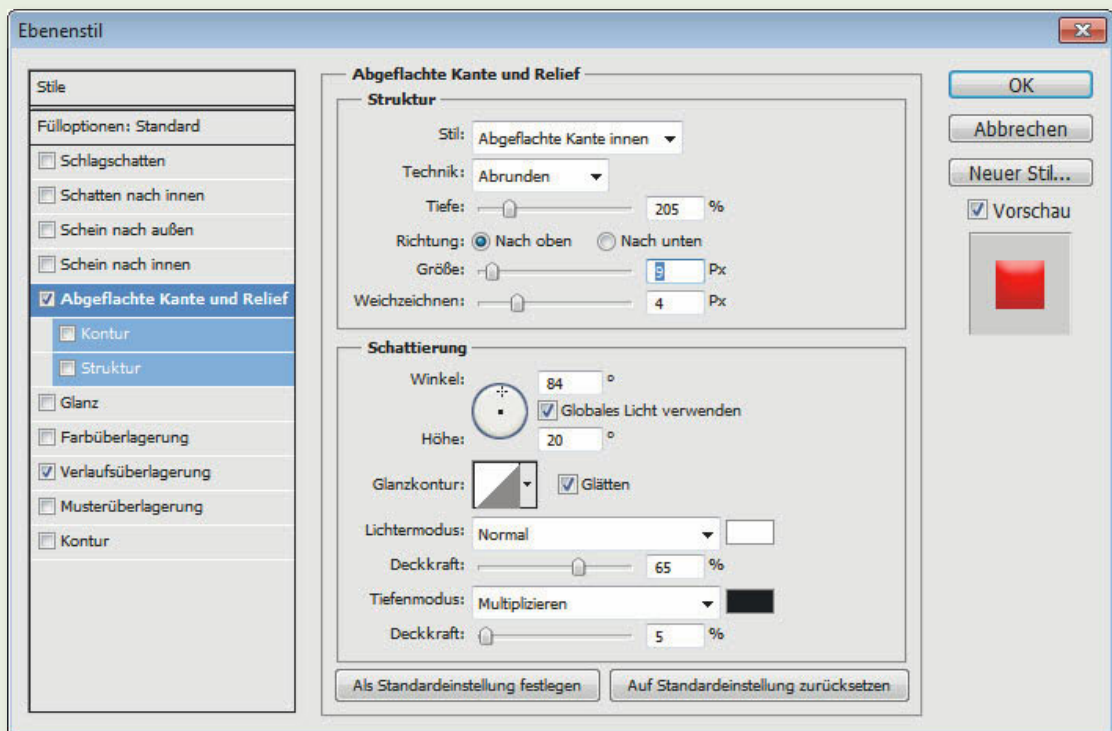 Ebenenstil
Stile
Fülloptionen: Standard
Schlagschatten
Schatten nach innen
Schein nach außen
Schein nach innen
Abgeflachte Kante und Relief
Kontur
Struktur
Glanz
Farbüberlagerung
Verlaufsüberlagerung
Musterüberlagerung
Kontur
Abgeflachte Kante und Relief
Struktur
Stil: Abgeflachte Kante innen
Technik: Abrunden
Tiefe: 205 %
Richtung: Nach oben Nach unten
Größe: 9 Px
Weichzeichnen: 4 Px
Schattierung
Winkel: 84 °
Globales Licht verwenden
Höhe: 20 °
Glanzkontur: Glätten
Lichtermodus: Normal
Deckkraft: 65 %
Tiefenmodus: Multiplizieren
Deckkraft: 5 %
Als Standardeinstellung festlegen Auf Standardeinstellung zurücksetzen
OK
Abbrechen
Neuer Stil...
Vorschau